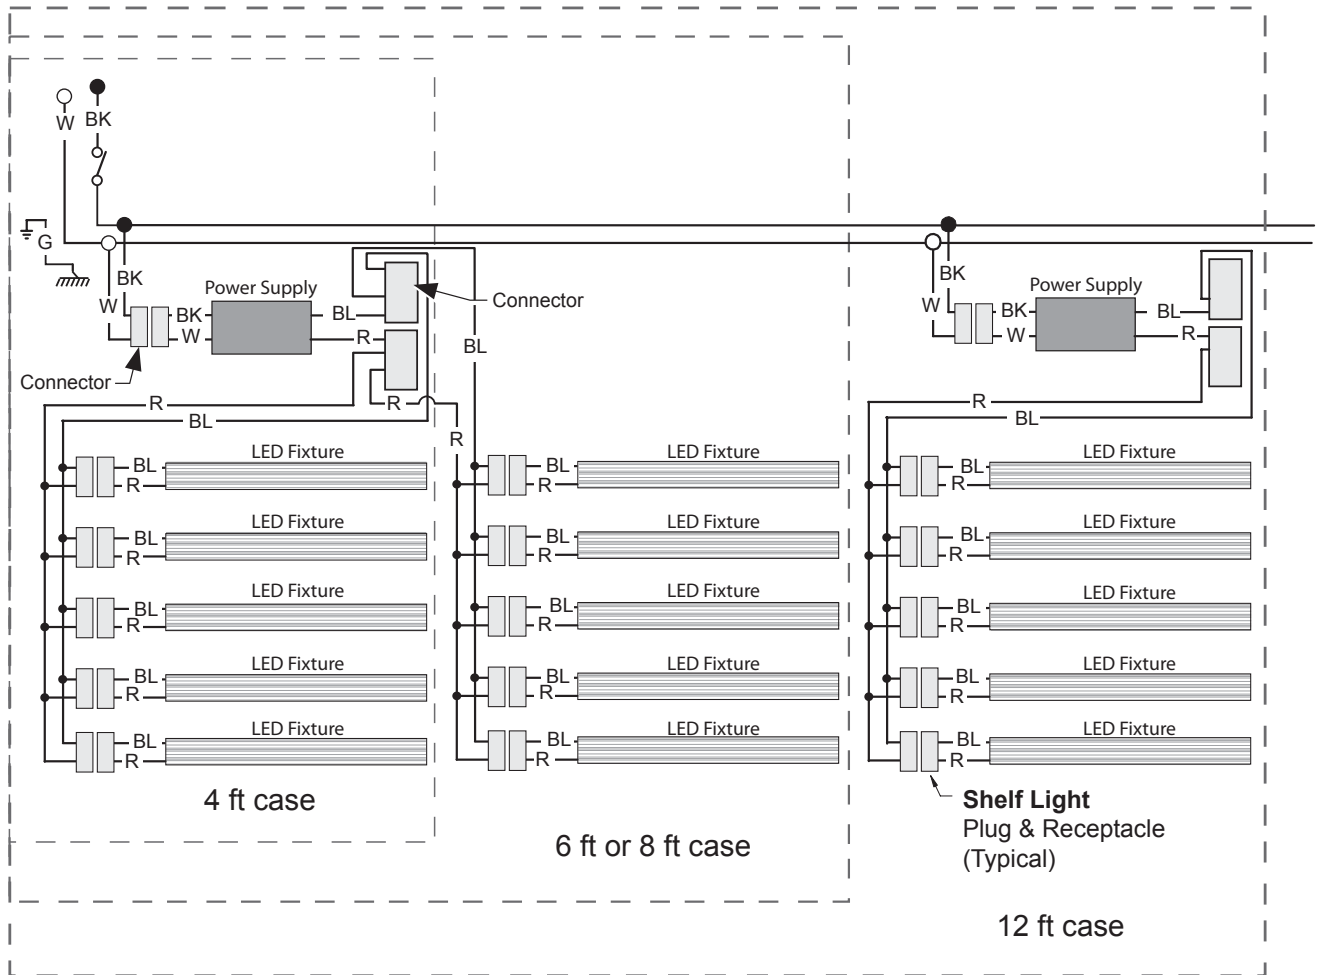 W
BK
G
BK
W
BK
W
Power Supply
BL
R
Connector
Connector
BL
R
BL
R
R
BK
W
BK
W
Power Supply
BL
R
R
BL
LED Fixture
BL
R
LED Fixture
BL
R
LED Fixture
BL
R
LED Fixture
BL
R
LED Fixture
BL
R
4 ft case
LED Fixture
BL
R
LED Fixture
BL
R
LED Fixture
BL
R
LED Fixture
BL
R
LED Fixture
BL
R
6 ft or 8 ft case
LED Fixture
BL
R
LED Fixture
BL
R
LED Fixture
BL
R
LED Fixture
BL
R
LED Fixture
BL
R
Shelf Light
Plug & Receptacle
(Typical)
12 ft case